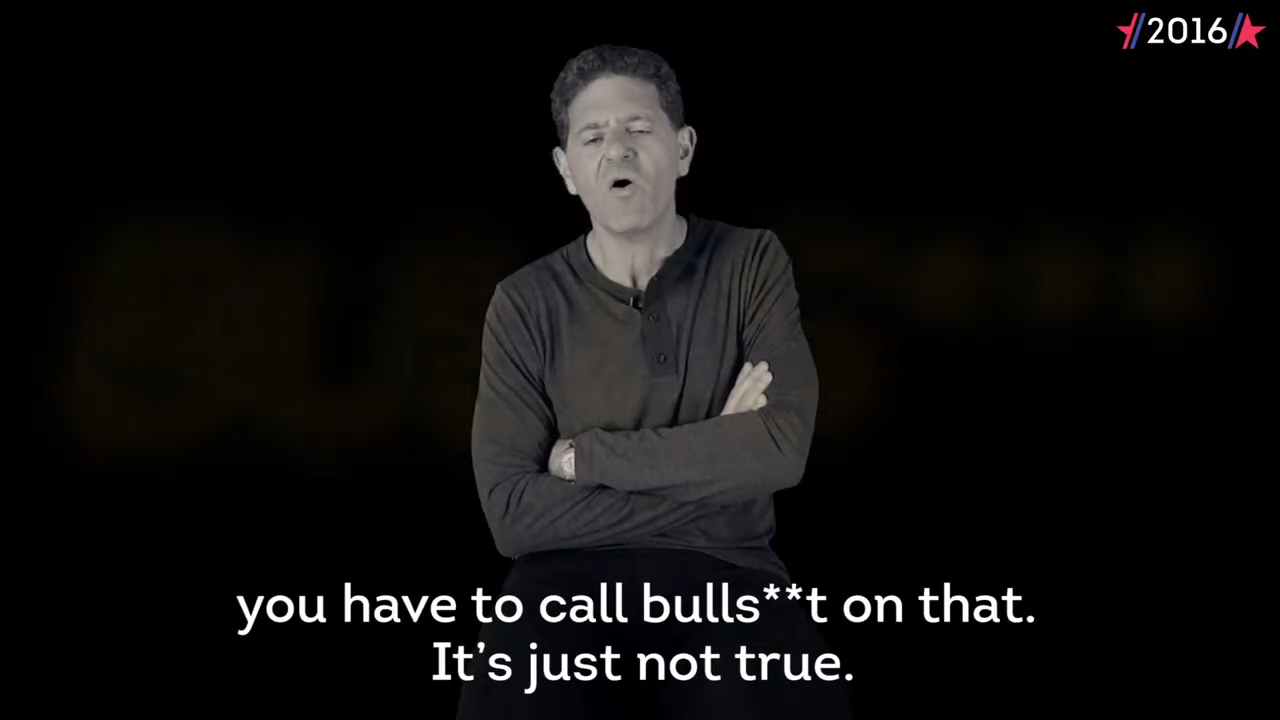 //2016//
you have to call bulls**t on that.
It's just not true.